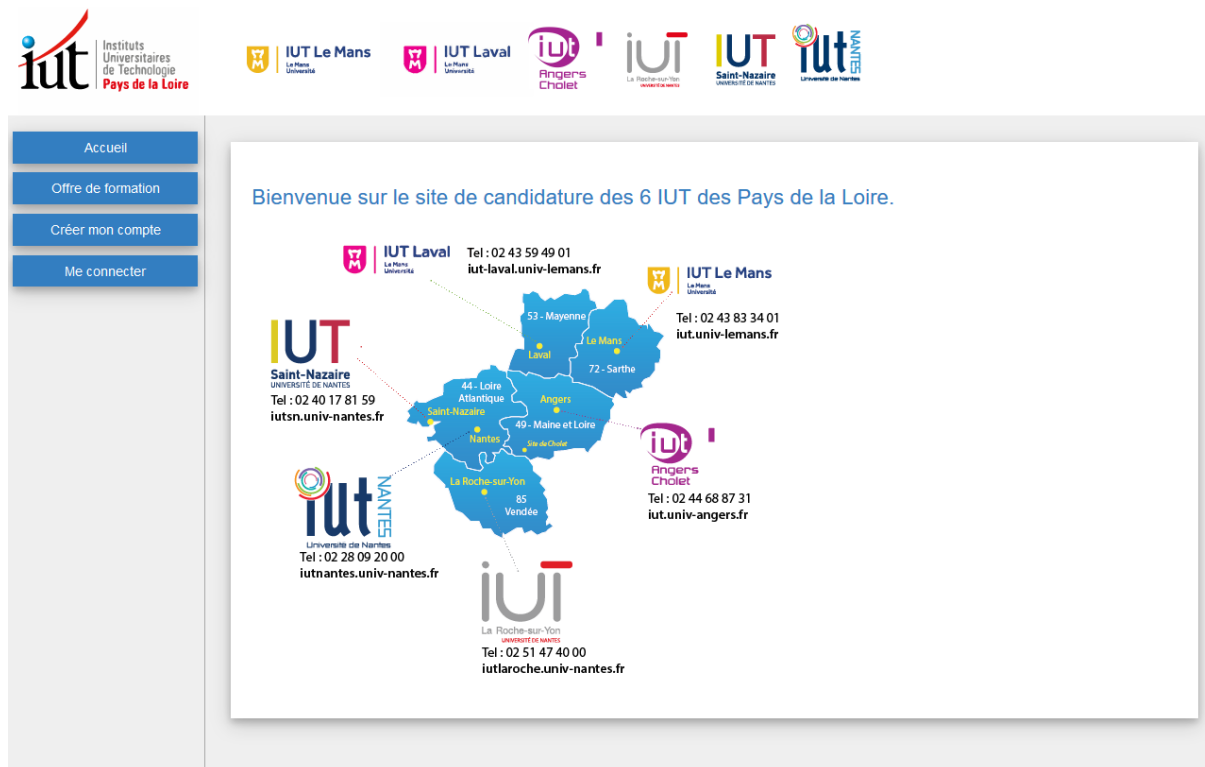 iut
Instituts
Universitaires
de Technologie
Pays de la Loire
IUT Le Mans
Le Mans
Université
IUT Laval
Le Mans
Université
iut
Angers
Cholet
iut
La Roche-sur-Yon
UNIVERSITÉ DE NANTES
IUT
Saint-Nazaire
UNIVERSITÉ DE NANTES
iut
NANTES
Université de Nantes
Accueil
Offre de formation
Créer mon compte
Me connecter
Bienvenue sur le site de candidature des 6 IUT des Pays de la Loire.
IUT Laval
Le Mans
Université
Tel : 02 43 59 49 01
iut-laval.univ-lemans.fr
IUT Le Mans
Le Mans
Université
Tel : 02 43 83 34 01
iut.univ-lemans.fr
53 - Mayenne
Laval
Le Mans
72 - Sarthe
IUT
Saint-Nazaire
UNIVERSITÉ DE NANTES
Tel : 02 40 17 81 59
iutsn.univ-nantes.fr
44 - Loire
Atlantique
Saint-Nazaire
Nantes
Angers
49 - Maine et Loire
Site de Cholet
iut
Angers
Cholet
Tel : 02 44 68 87 31
iut.univ-angers.fr
La Roche-sur-Yon
85
Vendée
iut
NANTES
Université de Nantes
Tel : 02 28 09 20 00
iutnantes.univ-nantes.fr
iut
La Roche-sur-Yon
UNIVERSITÉ DE NANTES
Tel : 02 51 47 40 00
iutlaroche.univ-nantes.fr